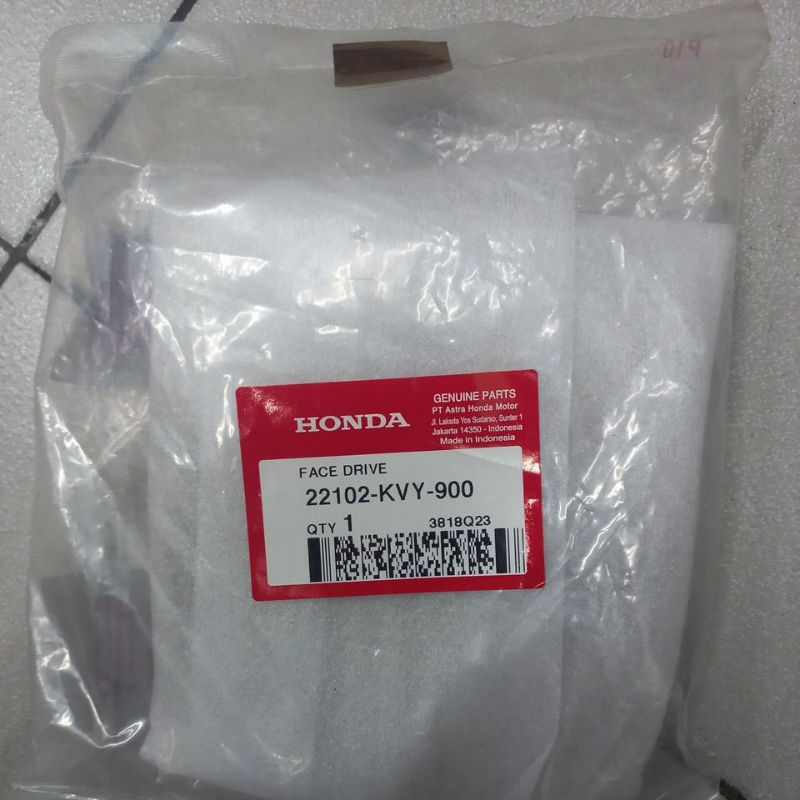 019
HONDA
GENUINE PARTS
PT Astra Honda Motor
Jl. Laksda Yos Sudarso, Sunter 1
Jakarta 14350 - Indonesia
Made in Indonesia
FACE DRIVE
22102-KVY-900
QTY 1 3818Q23